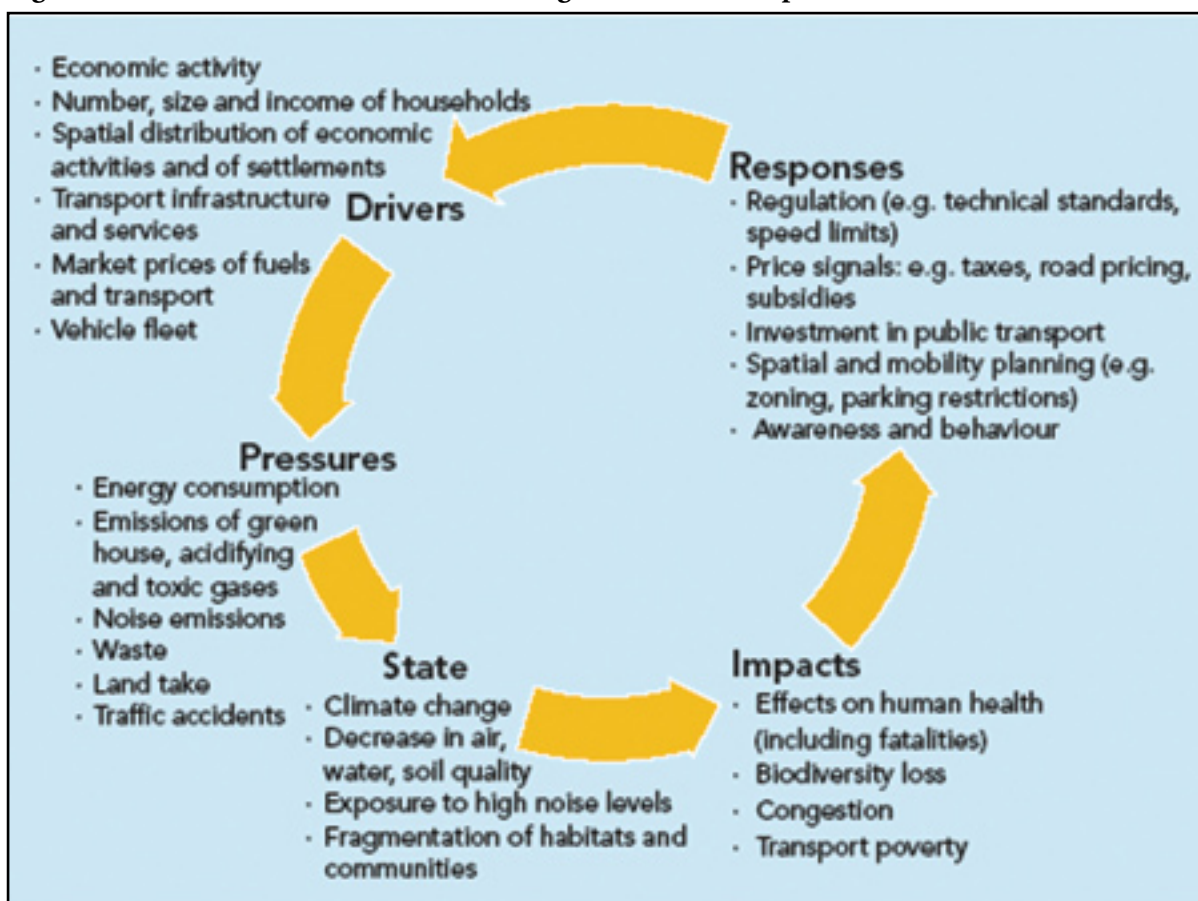 · Economic activity
· Number, size and income of households
· Spatial distribution of economic
activities and of settlements
· Transport infrastructure
and services
· Market prices of fuels
and transport
· Vehicle fleet
Drivers
Responses
· Regulation (e.g. technical standards,
speed limits)
· Price signals: e.g. taxes, road pricing,
subsidies
· Investment in public transport
· Spatial and mobility planning (e.g.
zoning, parking restrictions)
· Awareness and behaviour
Pressures
· Energy consumption
· Emissions of green
house, acidifying
and toxic gases
· Noise emissions
· Waste
· Land take
· Traffic accidents
State
· Climate change
· Decrease in air,
water, soil quality
· Exposure to high noise levels
· Fragmentation of habitats and
communities
Impacts
· Effects on human health
(including fatalities)
· Biodiversity loss
· Congestion
· Transport poverty